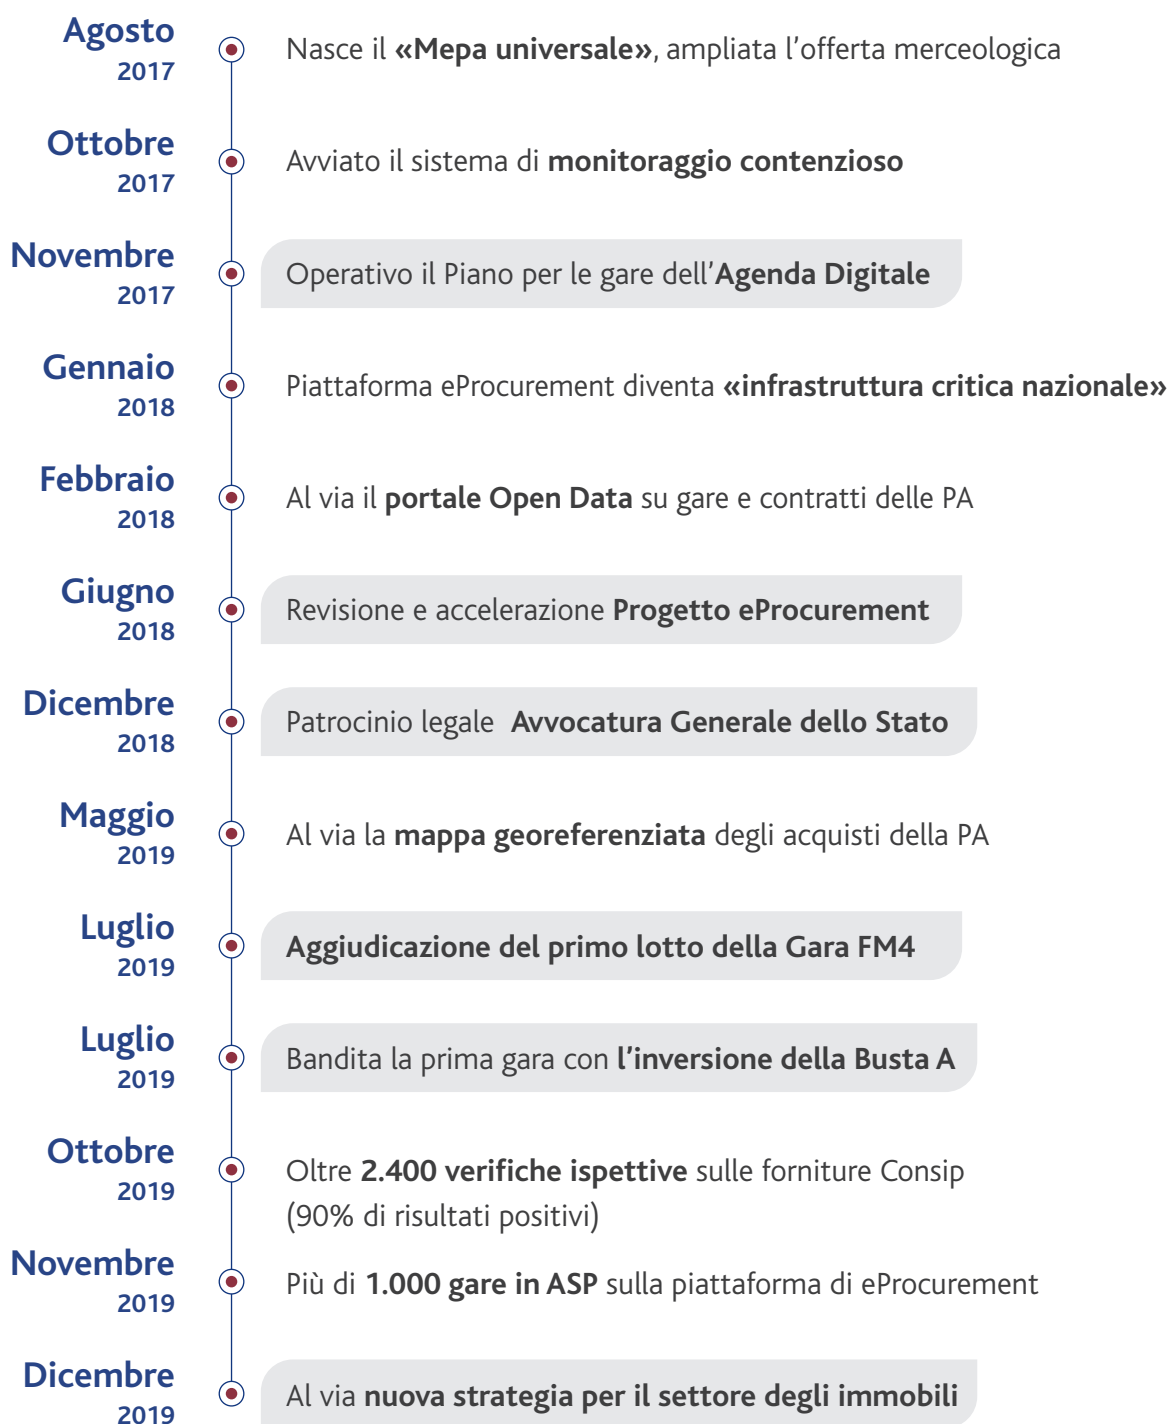 Agosto
2017
Nasce il «Mepa universale», ampliata l'offerta merceologica
Ottobre
2017
Avviato il sistema di monitoraggio contenzioso
Novembre
2017
Operativo il Piano per le gare dell'Agenda Digitale
Gennaio
2018
Piattaforma eProcurement diventa «infrastruttura critica nazionale»
Febbraio
2018
Al via il portale Open Data su gare e contratti delle PA
Giugno
2018
Revisione e accelerazione Progetto eProcurement
Dicembre
2018
Patrocinio legale Avvocatura Generale dello Stato
Maggio
2019
Al via la mappa georeferenziata degli acquisti della PA
Luglio
2019
Aggiudicazione del primo lotto della Gara FM4
Luglio
2019
Bandita la prima gara con l'inversione della Busta A
Ottobre
2019
Oltre 2.400 verifiche ispettive sulle forniture Consip
(90% di risultati positivi)
Novembre
2019
Più di 1.000 gare in ASP sulla piattaforma di eProcurement
Dicembre
2019
Al via nuova strategia per il settore degli immobili